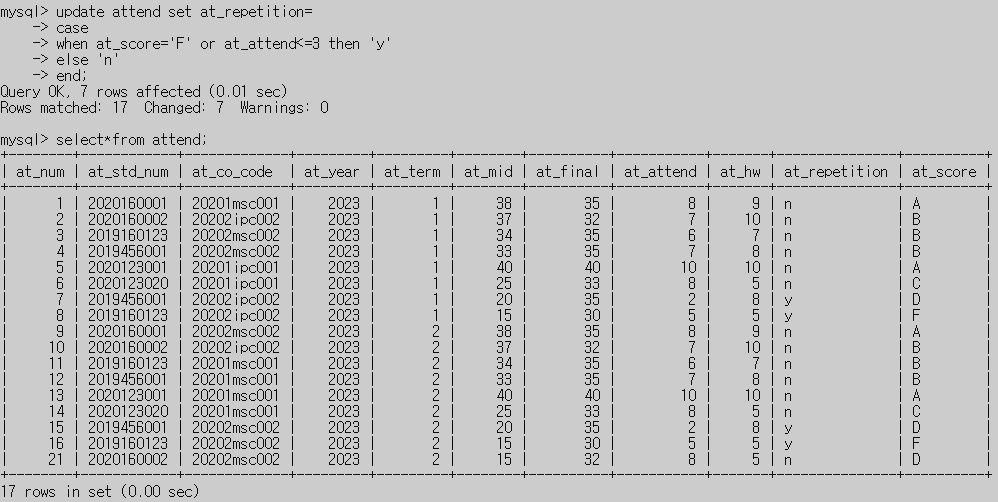 mysql> update attend set at_repetition=
    -> case
    -> when at_score='F' or at_attend<=3 then 'y'
    -> else 'n'
    -> end;
Query OK, 7 rows affected (0.01 sec)
Rows matched: 17  Changed: 7  Warnings: 0

mysql> select*from attend;
+--------+------------+------------+---------+---------+--------+----------+-----------+-------+---------------+----------+
| at_num | at_std_num | at_co_code | at_year | at_term | at_mid | at_final | at_attend | at_hw | at_repetition | at_score |
+--------+------------+------------+---------+---------+--------+----------+-----------+-------+---------------+----------+
|      1 | 2020160001 | 20201msc001 |    2023 |       1 |     38 |       35 |         8 |     9 | n             | A        |
|      2 | 2020160002 | 20202ipc002 |    2023 |       1 |     37 |       32 |         7 |    10 | n             | B        |
|      3 | 2019160123 | 20202msc002 |    2023 |       1 |     34 |       35 |         6 |     7 | n             | B        |
|      4 | 2019456001 | 20202msc002 |    2023 |       1 |     33 |       35 |         7 |     8 | n             | B        |
|      5 | 2020123001 | 20201ipc001 |    2023 |       1 |     40 |       40 |        10 |    10 | n             | A        |
|      6 | 2020123020 | 20201ipc001 |    2023 |       1 |     25 |       33 |         8 |     5 | n             | C        |
|      7 | 2019456001 | 20202ipc002 |    2023 |       1 |     20 |       35 |         2 |     8 | y             | D        |
|      8 | 2019160123 | 20202ipc002 |    2023 |       1 |     15 |       30 |         5 |     5 | y             | F        |
|      9 | 2020160001 | 20202msc002 |    2023 |       2 |     38 |       35 |         8 |     9 | n             | A        |
|     10 | 2020160002 | 20202ipc002 |    2023 |       2 |     37 |       32 |         7 |    10 | n             | B        |
|     11 | 2019160123 | 20201msc001 |    2023 |       2 |     34 |       35 |         6 |     7 | n             | B        |
|     12 | 2019456001 | 20201msc001 |    2023 |       2 |     33 |       35 |         7 |     8 | n             | B        |
|     13 | 2020123001 | 20201msc001 |    2023 |       2 |     40 |       40 |        10 |    10 | n             | A        |
|     14 | 2020123020 | 20201msc001 |    2023 |       2 |     25 |       33 |         8 |     5 | n             | C        |
|     15 | 2019456001 | 20202msc002 |    2023 |       2 |     20 |       35 |         2 |     8 | y             | D        |
|     16 | 2019160123 | 20202msc002 |    2023 |       2 |     15 |       30 |         5 |     5 | y             | F        |
|     21 | 2020160002 | 20202msc002 |    2023 |       2 |     15 |       32 |         8 |     5 | n             | D        |
+--------+------------+------------+---------+---------+--------+----------+-----------+-------+---------------+----------+
17 rows in set (0.00 sec)